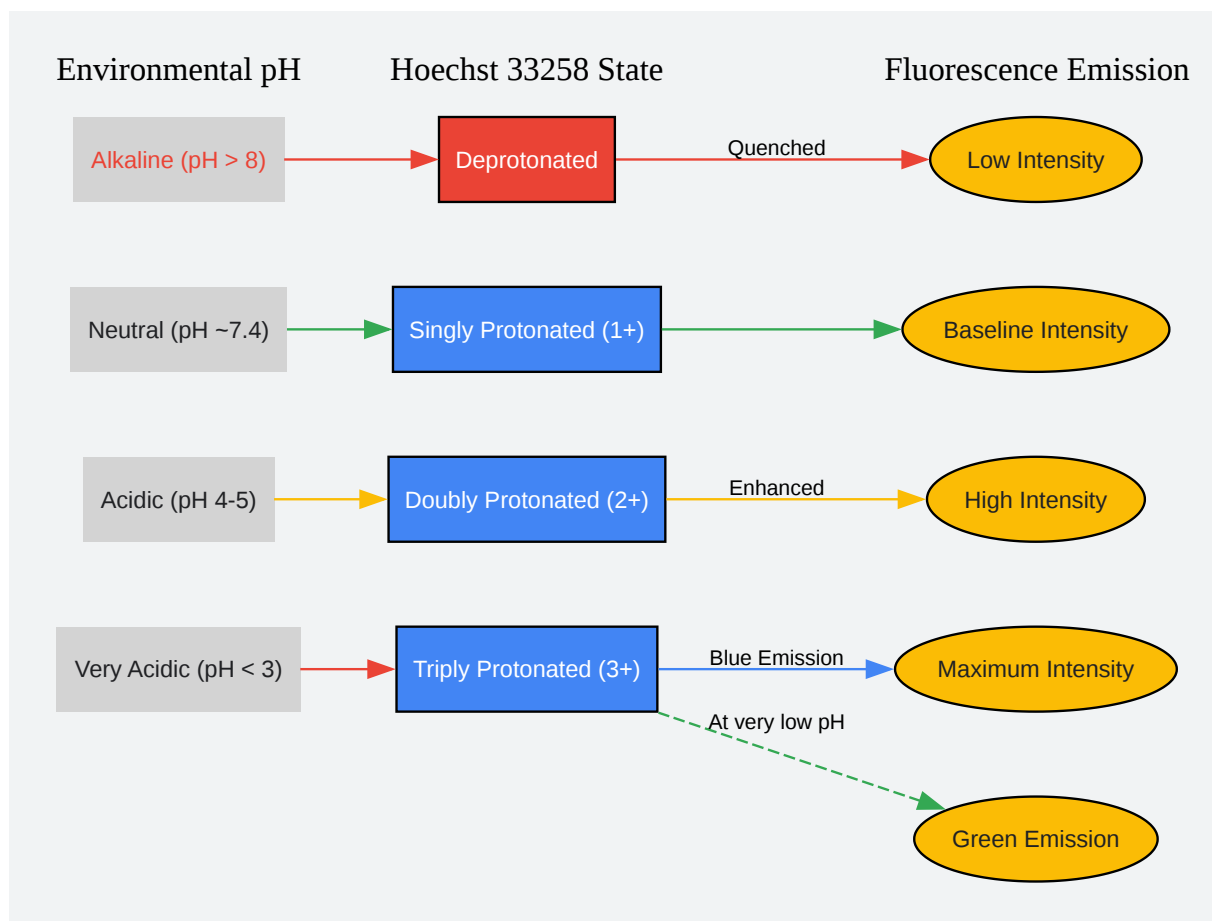 Environmental pH
Hoechst 33258 State
Fluorescence Emission
Alkaline (pH > 8)
Deprotonated
Quenched
Low Intensity
Neutral (pH ~7.4)
Singly Protonated (1+)
Baseline Intensity
Acidic (pH 4-5)
Doubly Protonated (2+)
Enhanced
High Intensity
Very Acidic (pH < 3)
Triply Protonated (3+)
Blue Emission
Maximum Intensity
At very low pH
Green Emission